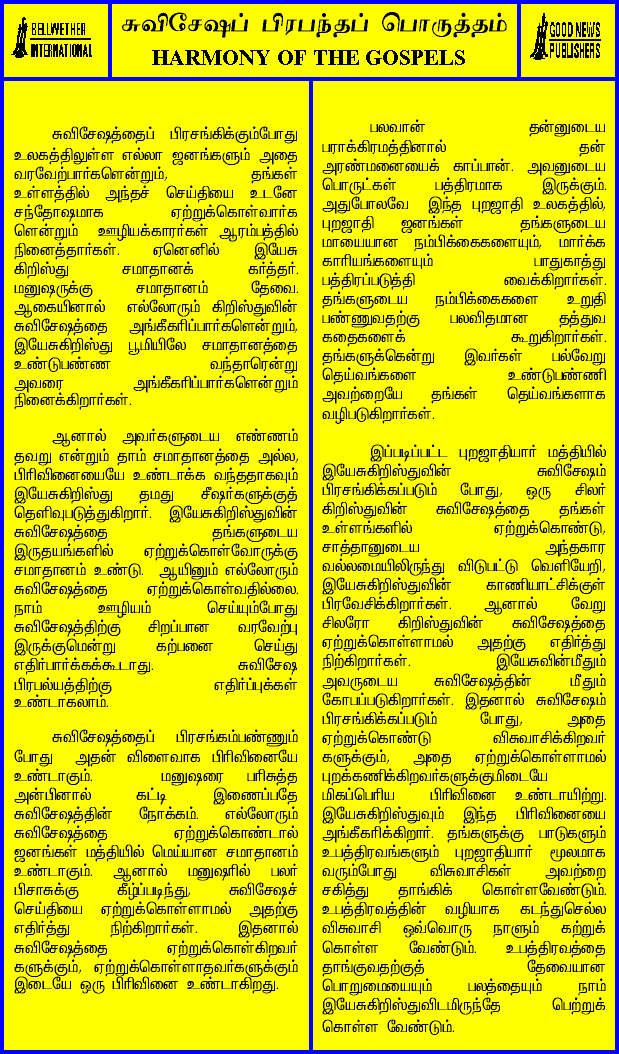 BELLWETHER
INTERNATIONAL
சுவிசேஷப் பிரபந்தப் பொருத்தம்
HARMONY OF THE GOSPELS
GOOD NEWS
PUBLISHERS
சுவிசேஷத்தைப் பிரசங்கிக்கும்போது
உலகத்திலுள்ள எல்லா ஜனங்களும் அதை
வரவேற்பார்களென்றும், தங்கள்
உள்ளத்தில் அந்தச் செய்தியை உடனே
சந்தோஷமாக ஏற்றுக்கொள்வார்க
ளென்றும் ஊழியக்காரர்கள் ஆரம்பத்தில்
நினைத்தார்கள். ஏனெனில் இயேசு
கிறிஸ்து சமாதானக் கர்த்தர்.
மனுஷருக்கு சமாதானம் தேவை.
ஆகையினால் எல்லோரும் கிறிஸ்துவின்
சுவிசேஷத்தை அங்கீகரிப்பார்களென்றும்,
இயேசுகிறிஸ்து பூமியிலே சமாதானத்தை
உண்டுபண்ண வந்தாரென்று
அவரை அங்கீகரிப்பார்களென்றும்
நினைக்கிறார்கள்.
ஆனால் அவர்களுடைய எண்ணம்
தவறு என்றும் தாம் சமாதானத்தை அல்ல,
பிரிவினையையே உண்டாக்க வந்ததாகவும்
இயேசுகிறிஸ்து தமது சீஷர்களுக்குத்
தெளிவுபடுத்துகிறார். இயேசுகிறிஸ்துவின்
சுவிசேஷத்தை தங்களுடைய
இருதயங்களில் ஏற்றுக்கொள்வோருக்கு
சமாதானம் உண்டு. ஆயினும் எல்லோரும்
சுவிசேஷத்தை ஏற்றுக்கொள்வதில்லை.
நாம் ஊழியம் செய்யும்போது
சுவிசேஷத்திற்கு சிறப்பான வரவேற்பு
இருக்குமென்று கற்பனை செய்து
எதிர்பார்க்கக்கூடாது. சுவிசேஷ
பிரபல்யத்திற்கு எதிர்ப்புக்கள்
உண்டாகலாம்.
சுவிசேஷத்தைப் பிரசங்கம்பண்ணும்
போது அதன் விளைவாக பிரிவினையே
உண்டாகும். மனுஷரை பரிசுத்த
அன்பினால் கட்டி இணைப்பதே
சுவிசேஷத்தின் நோக்கம். எல்லோரும்
சுவிசேஷத்தை ஏற்றுக்கொண்டால்
ஜனங்கள் மத்தியில் மெய்யான சமாதானம்
உண்டாகும். ஆனால் மனுஷரில் பலர்
பிசாசுக்கு கீழ்ப்படிந்து, சுவிசேஷச்
செய்தியை ஏற்றுக்கொள்ளாமல் அதற்கு
எதிர்த்து நிற்கிறார்கள். இதனால்
சுவிசேஷத்தை ஏற்றுக்கொள்கிறவர்
களுக்கும், ஏற்றுக்கொள்ளாதவர்களுக்கும்
இடையே ஒரு பிரிவினை உண்டாகிறது.
பலவான் தன்னுடைய
பராக்கிரமத்தினால் தன்
அரண்மனையைக் காப்பான். அவனுடைய
பொருட்கள் பத்திரமாக இருக்கும்.
அதுபோலவே இந்த புறஜாதி உலகத்தில்,
புறஜாதி ஜனங்கள் தங்களுடைய
மாயையான நம்பிக்கைகளையும், மார்க்க
காரியங்களையும் பாதுகாத்து
பத்திரப்படுத்தி வைக்கிறார்கள்.
தங்களுடைய நம்பிக்கைகளை உறுதி
பண்ணுவதற்கு பலவிதமான தத்துவ
கதைகளைக் கூறுகிறார்கள்.
தங்களுக்கென்று இவர்கள் பல்வேறு
தெய்வங்களை உண்டுபண்ணி
அவற்றையே தங்கள் தெய்வங்களாக
வழிபடுகிறார்கள்.
இப்படிப்பட்ட புறஜாதியார் மத்தியில்
இயேசுகிறிஸ்துவின் சுவிசேஷம்
பிரசங்கிக்கப்படும் போது, ஒரு சிலர்
கிறிஸ்துவின் சுவிசேஷத்தை தங்கள்
உள்ளங்களில் ஏற்றுக்கொண்டு,
சாத்தானுடைய அந்தகார
வல்லமையிலிருந்து விடுபட்டு வெளியேறி,
இயேசுகிறிஸ்துவின் காணியாட்சிக்குள்
பிரவேசிக்கிறார்கள். ஆனால் வேறு
சிலரோ கிறிஸ்துவின் சுவிசேஷத்தை
ஏற்றுக்கொள்ளாமல் அதற்கு எதிர்த்து
நிற்கிறார்கள். இயேசுவின்மீதும்
அவருடைய சுவிசேஷத்தின் மீதும்
கோபப்படுகிறார்கள். இதனால் சுவிசேஷம்
பிரசங்கிக்கப்படும் போது, அதை
ஏற்றுக்கொண்டு விசுவாசிக்கிறவர்
களுக்கும், அதை ஏற்றுக்கொள்ளாமல்
புறக்கணிக்கிறவர்களுக்குமிடையே
மிகப்பெரிய பிரிவினை உண்டாயிற்று.
இயேசுகிறிஸ்துவும் இந்த பிரிவினையை
அங்கீகரிக்கிறார். தங்களுக்கு பாடுகளும்
உபத்திரவங்களும் புறஜாதியார் மூலமாக
வரும்போது விசுவாசிகள் அவற்றை
சகித்து தாங்கிக் கொள்ளவேண்டும்.
உபத்திரவத்தின் வழியாக கடந்துசெல்ல
விசுவாசி ஒவ்வொரு நாளும் கற்றுக்
கொள்ள வேண்டும். உபத்திரவத்தை
தாங்குவதற்குத் தேவையான
பொறுமையையும் பலத்தையும் நாம்
இயேசுகிறிஸ்துவிடமிருந்தே பெற்றுக்
கொள்ள வேண்டும்.